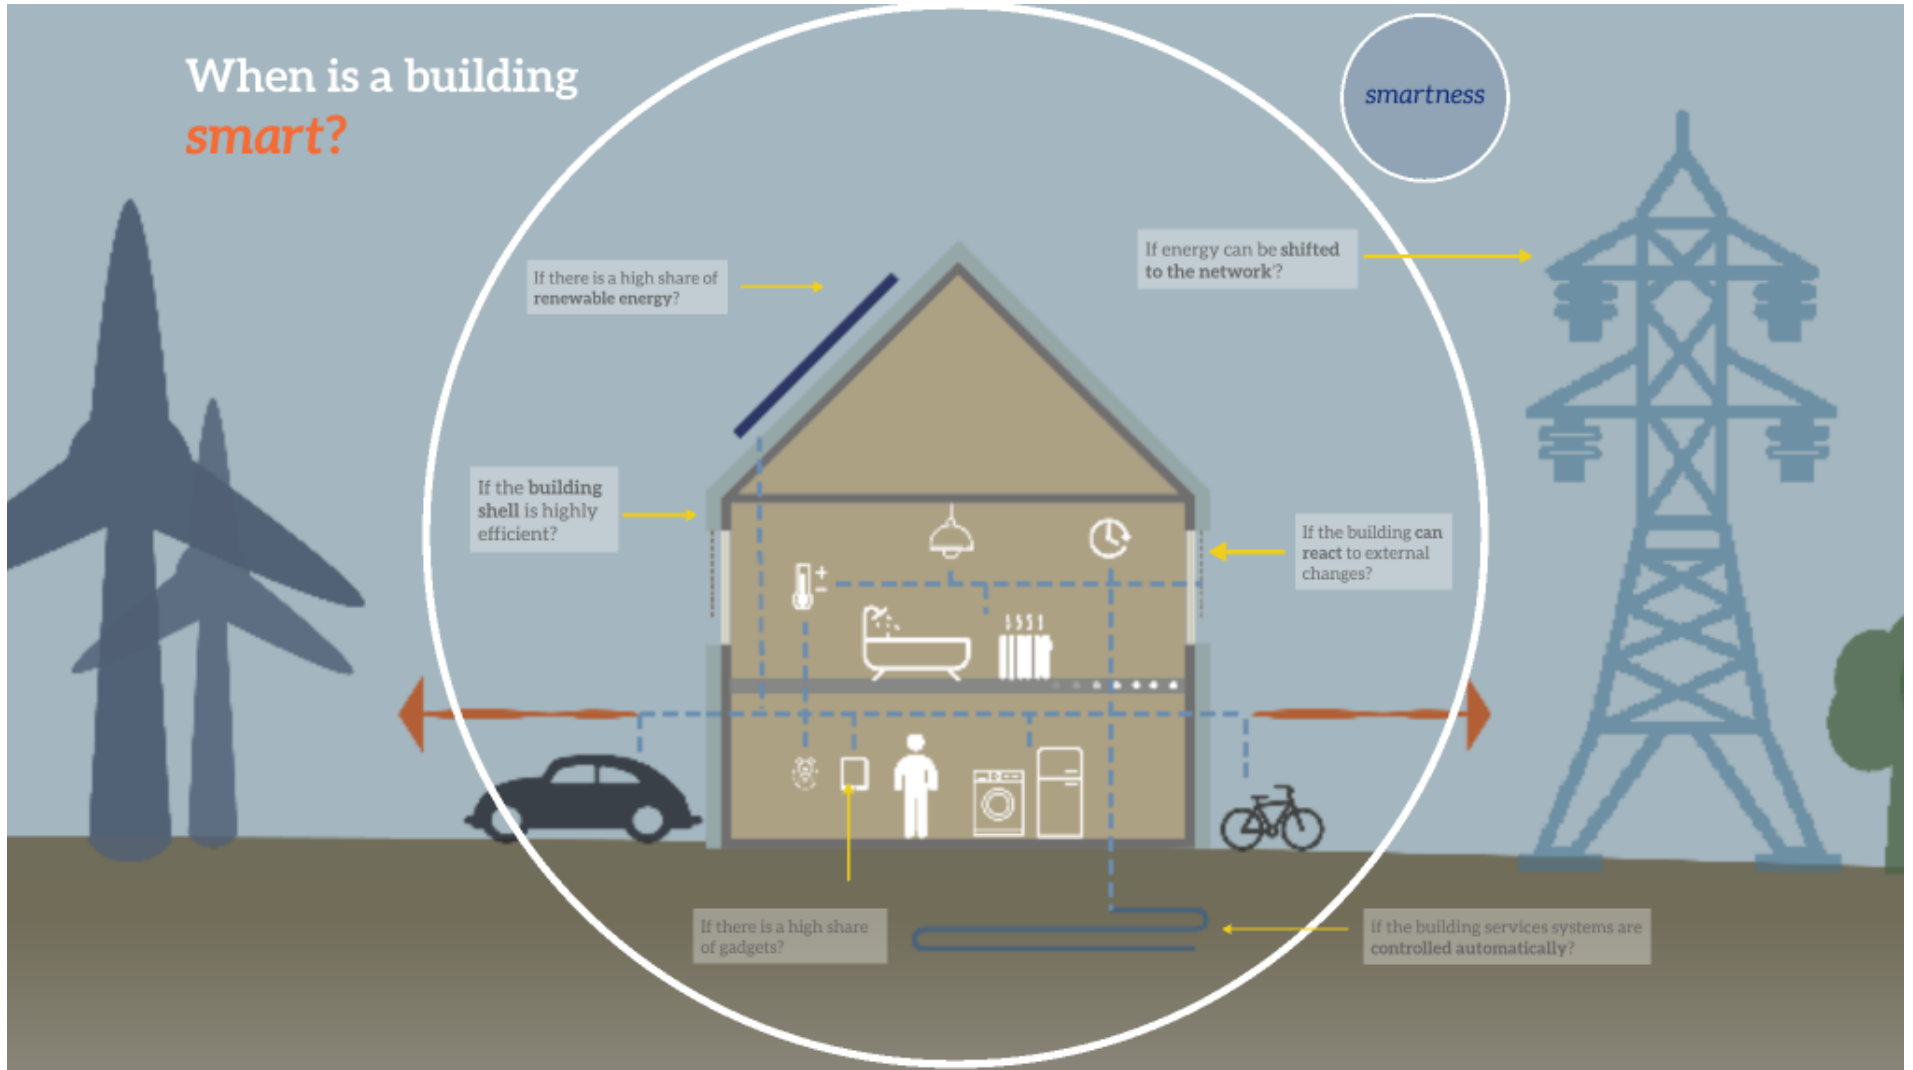 When is a building
smart?
smartness
If there is a high share of
renewable energy?
If energy can be shifted
to the network'?
If the building
shell is highly
efficient?
If the building can
react to external
changes?
If there is a high share
of gadgets?
If the building services systems are
controlled automatically?